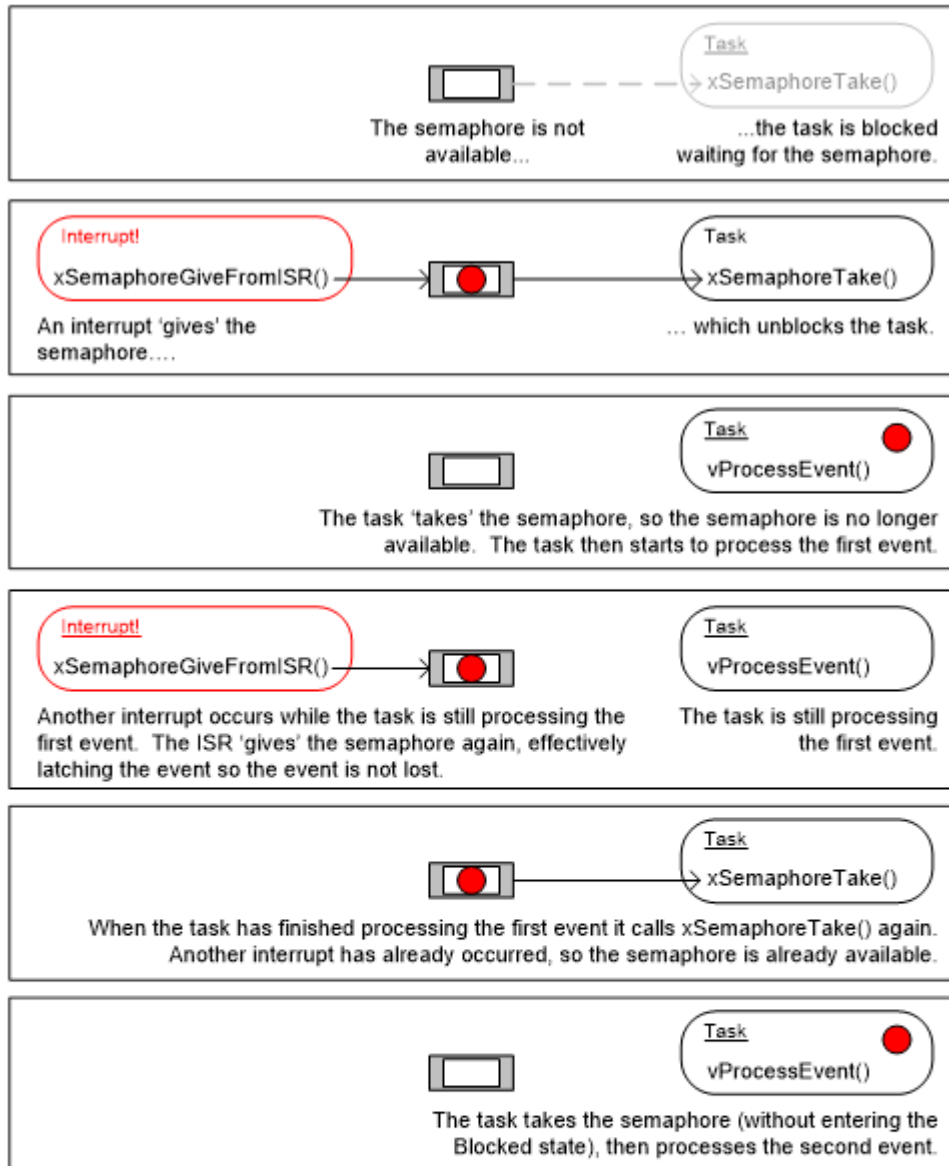 Task
xSemaphoreTake()
The semaphore is not
available...
...the task is blocked
waiting for the semaphore.
Interrupt!
xSemaphoreGiveFromISR()
Task
xSemaphoreTake()
An interrupt ‘gives’ the
semaphore....
... which unblocks the task.
Task
vProcessEvent()
The task ‘takes’ the semaphore, so the semaphore is no longer
available.  The task then starts to process the first event.
Interrupt!
xSemaphoreGiveFromISR()
Task
vProcessEvent()
Another interrupt occurs while the task is still processing the
first event.  The ISR ‘gives’ the semaphore again, effectively
latching the event so the event is not lost.
The task is still processing
the first event.
Task
xSemaphoreTake()
When the task has finished processing the first event it calls xSemaphoreTake() again.
Another interrupt has already occurred, so the semaphore is already available.
Task
vProcessEvent()
The task takes the semaphore (without entering the
Blocked state), then processes the second event.